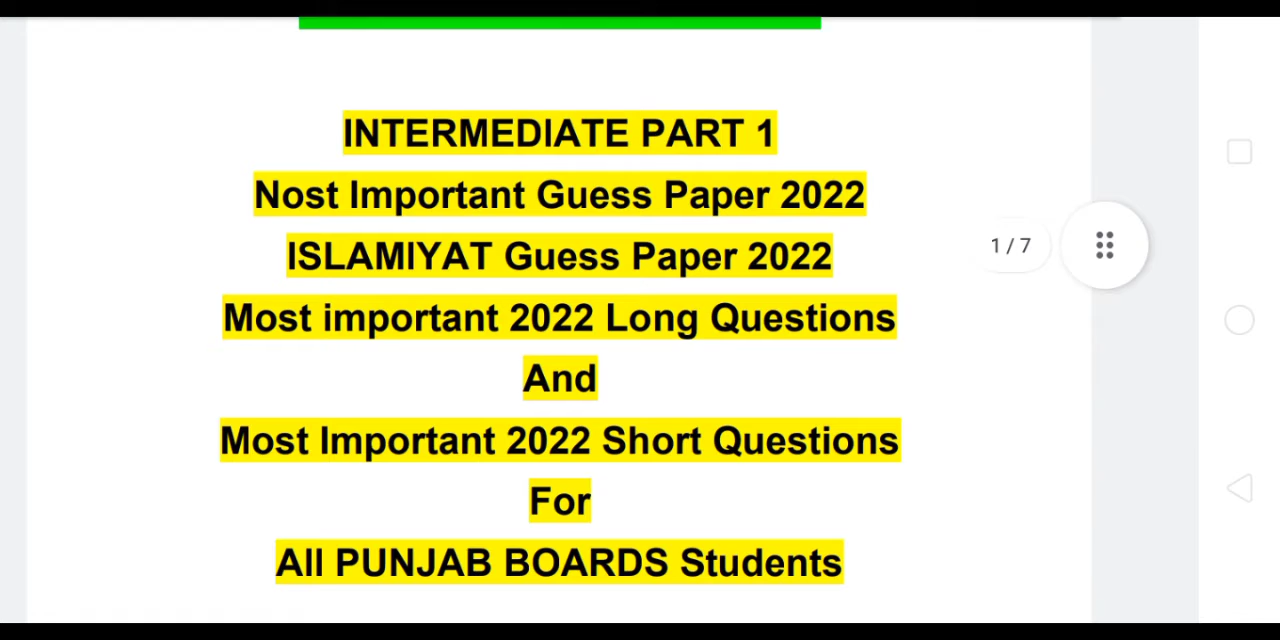 INTERMEDIATE PART 1
Nost Important Guess Paper 2022
ISLAMIYAT Guess Paper 2022
1 / 7
Most important 2022 Long Questions
And
Most Important 2022 Short Questions
For
All PUNJAB BOARDS Students